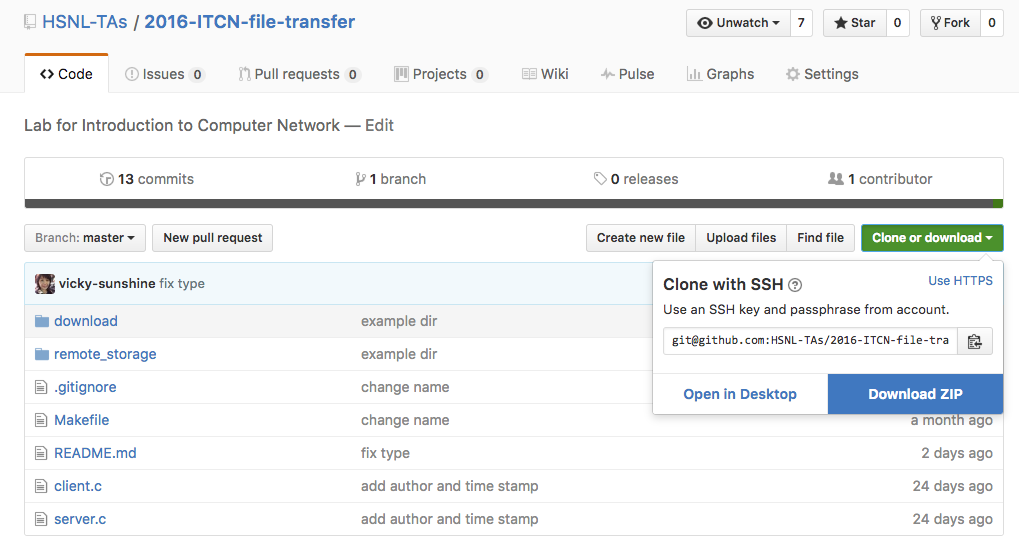 HSNL-TAs / 2016-ITCN-file-transfer
Unwatch 7 Star 0 Fork 0
Code Issues 0 Pull requests 0 Projects 0 Wiki Pulse Graphs Settings
Lab for Introduction to Computer Network — Edit
13 commits 1 branch 0 releases 1 contributor
Branch: master New pull request Create new file Upload files Find file Clone or download
vicky-sunshine fix type
Clone with SSH ? Use HTTPS
Use an SSH key and passphrase from account.
git@github.com:HSNL-TAs/2016-ITCN-file-tra
Open in Desktop Download ZIP
download example dir
remote_storage example dir
.gitignore change name
Makefile change name a month ago
README.md fix type 2 days ago
client.c add author and time stamp 24 days ago
server.c add author and time stamp 24 days ago